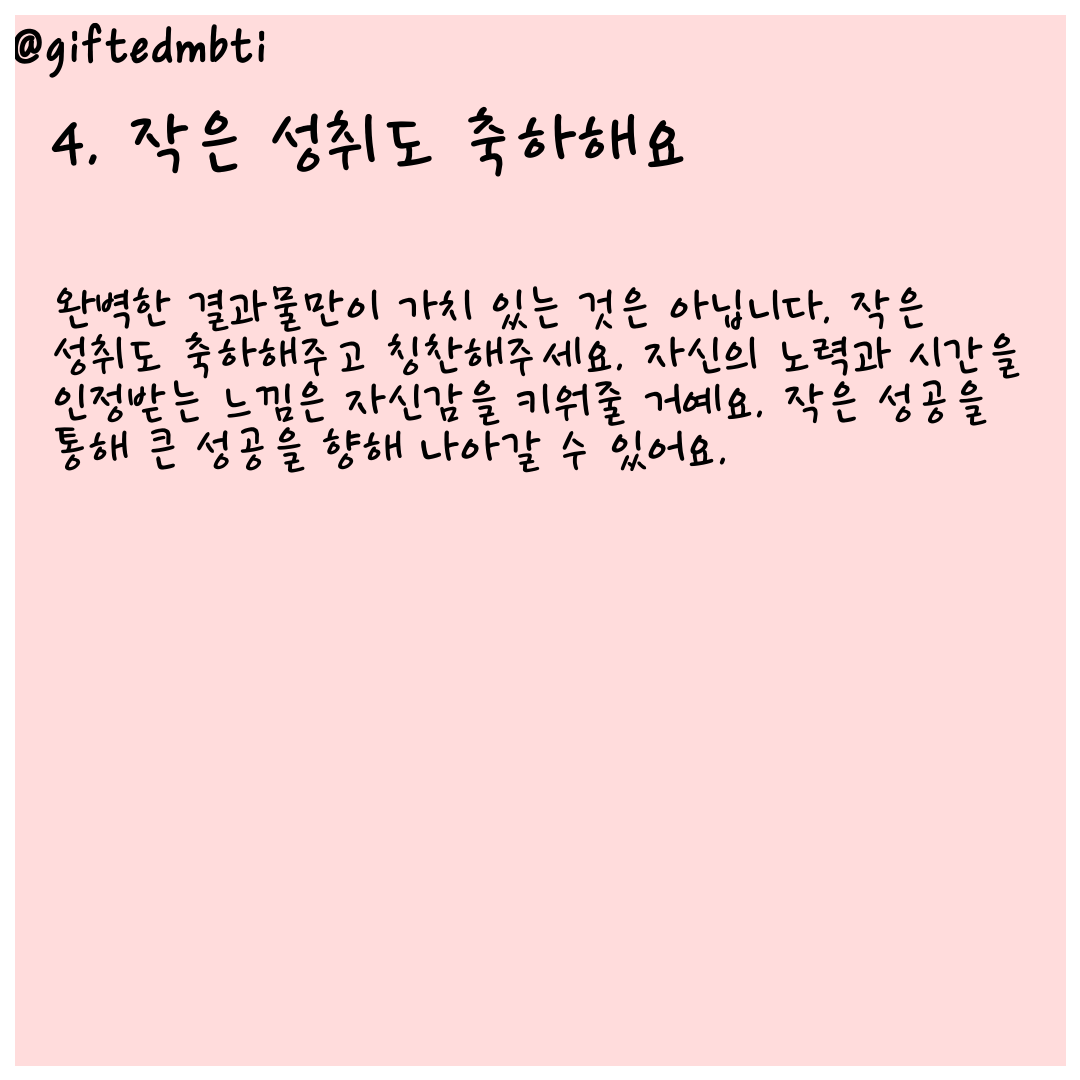 @giftedmbti
4. 작은 성취도 축하해요
완벽한 결과물만이 가치 있는 것은 아닙니다. 작은
성취도 축하해주고 칭찬해주세요. 자신의 노력과 시간을
인정받는 느낌은 자신감을 키워줄 거예요. 작은 성공을
통해 큰 성공을 향해 나아갈 수 있어요.